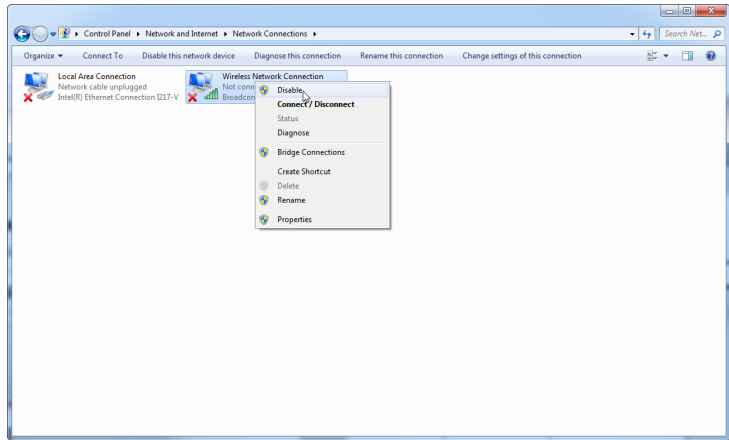 Control Panel ▸ Network and Internet ▸ Network Connections ▸
Search Net...
Organize Connect To Disable this network device Diagnose this connection Rename this connection Change settings of this connection
Local Area Connection
Network cable unplugged
Intel(R) Ethernet Connection I217-V
Wireless Network Connection
Not conn
Broadcon
Disable
Connect / Disconnect
Status
Diagnose
Bridge Connections
Create Shortcut
Delete
Rename
Properties